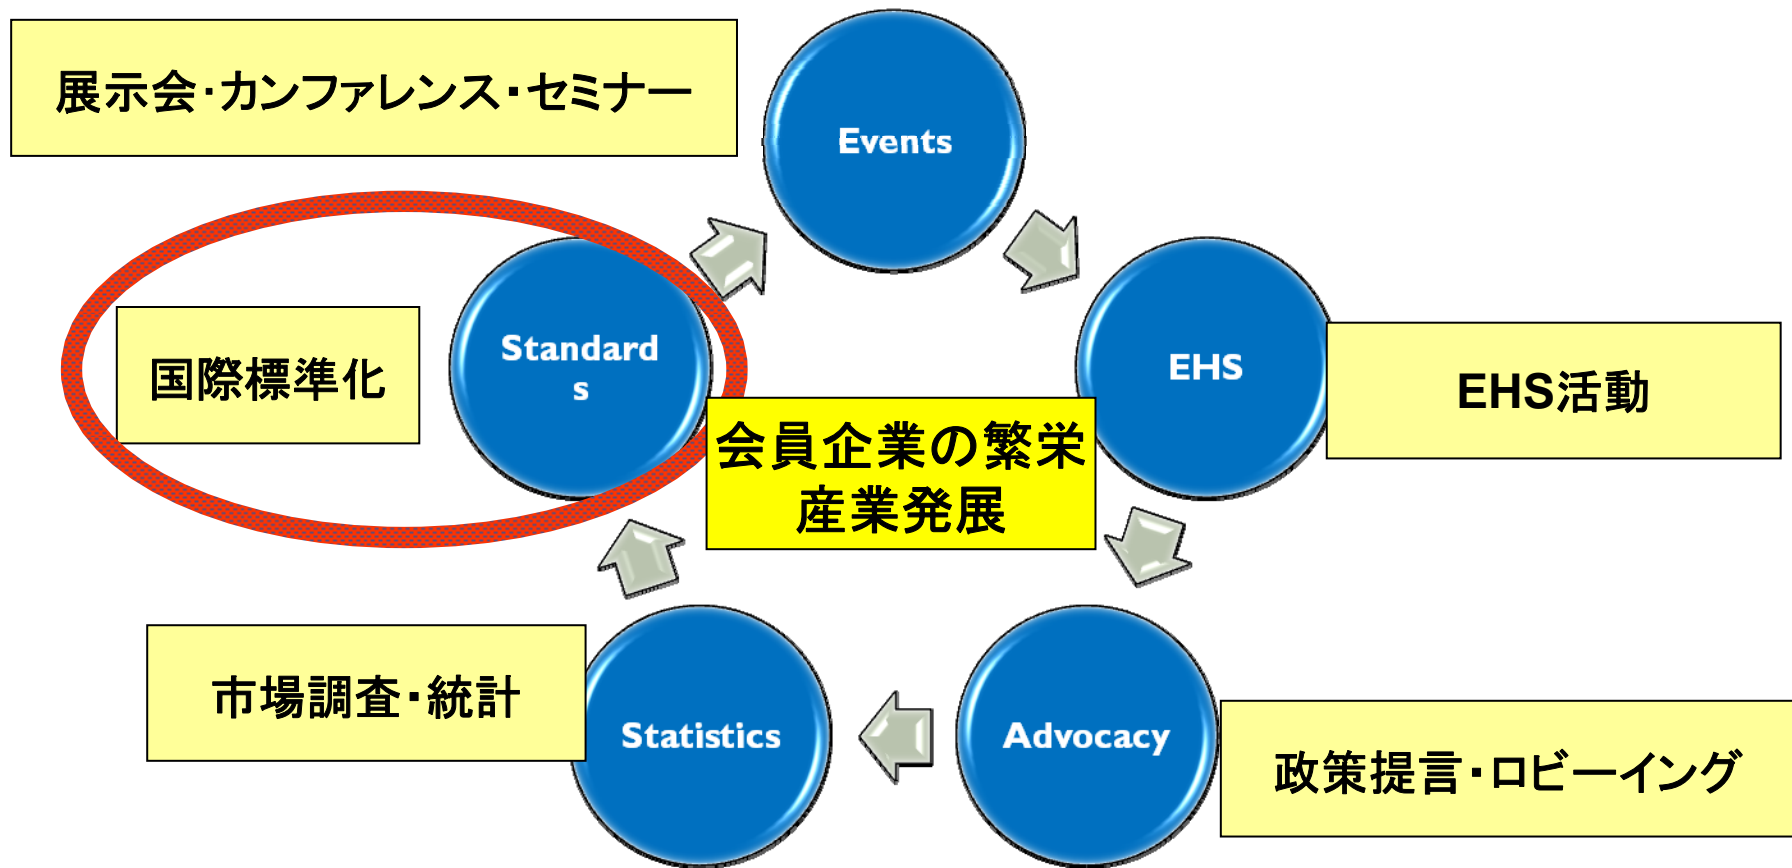 展示会・カンファレンス・セミナー
Events
国際標準化
Standard
s
EHS
EHS活動
会員企業の繁栄
産業発展
市場調査・統計
Statistics
Advocacy
政策提言・ロビーイング